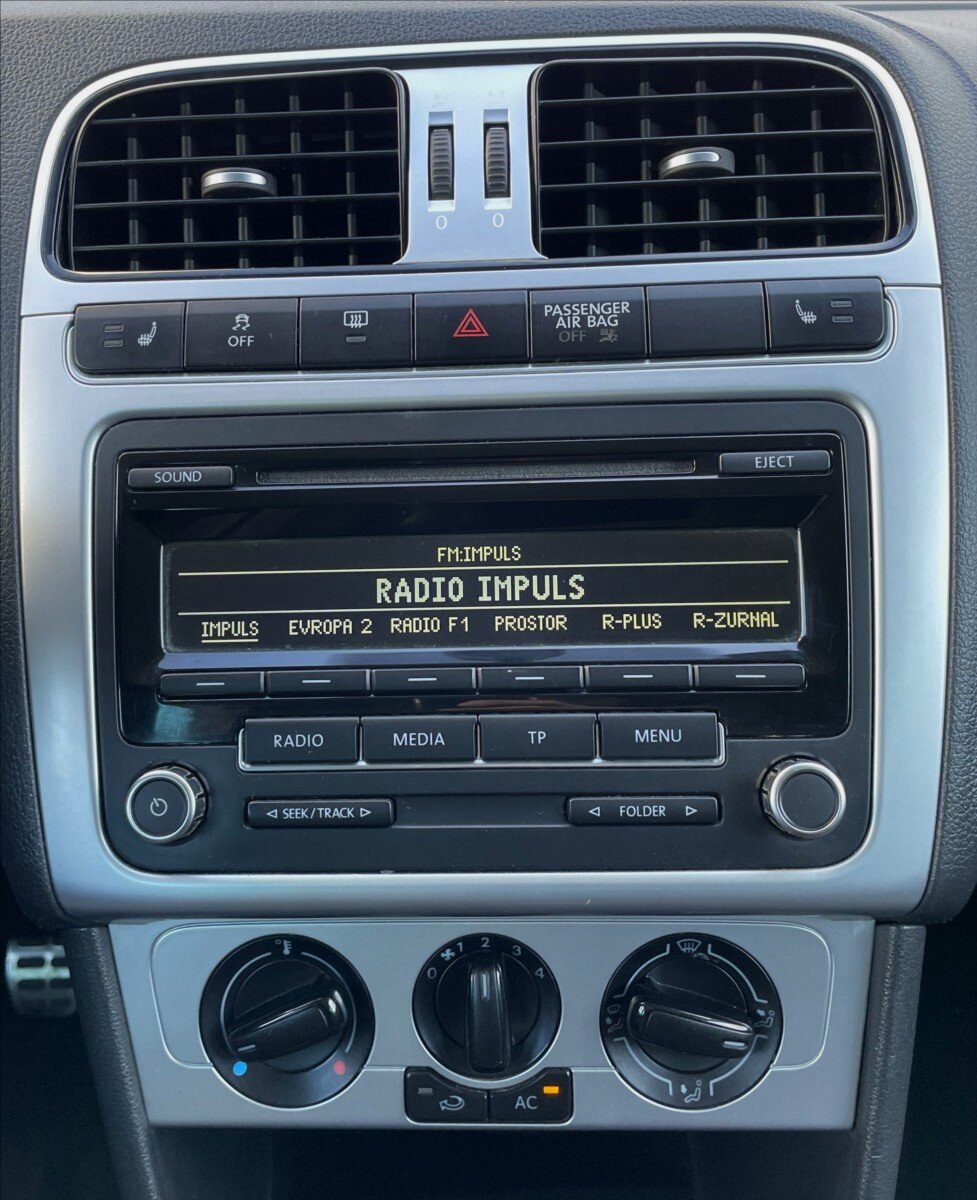 0 0
OFF
PASSENGER
AIR BAG
OFF
SOUND
EJECT
FM:IMPULS
RADIO IMPULS
IMPULS EVROPA 2 RADIO F1 PROSTOR R-PLUS R-ZURNAL
RADIO MEDIA TP MENU
SEEK/TRACK
FOLDER
0 1 2 3 4
AC